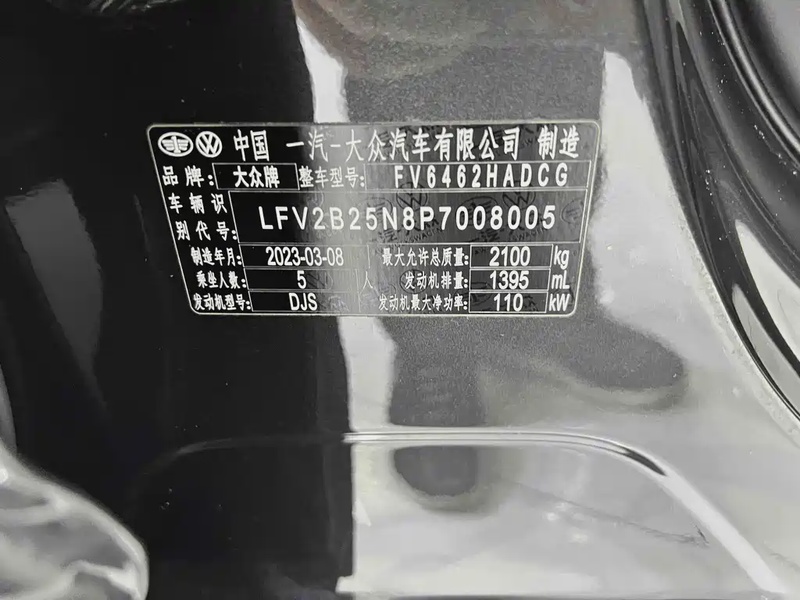 中国 一汽-大众汽车有限公司 制造
品牌: 大众牌 整车型号: FV6462HADCG
车辆识别代号: LFV2B25N8P7008005
制造年月: 2023-03-08 最大允许总质量: 2100 kg
乘坐人数: 5 人 发动机排量: 1395 mL
发动机型号: DJS 发动机最大净功率: 110 kW